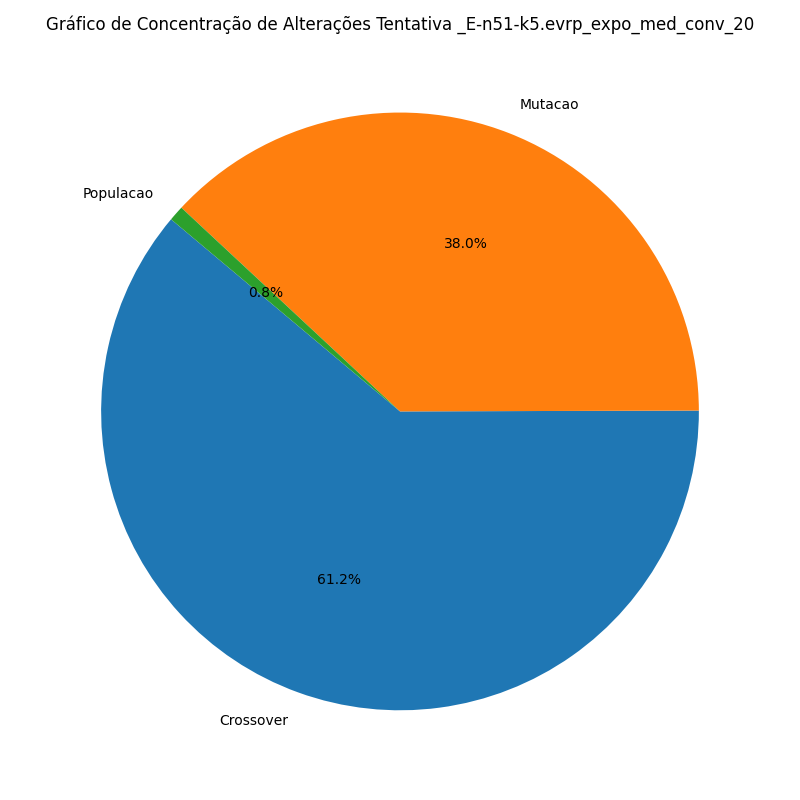 Gráfico de Concentração de Alterações Tentativa _E-n51-k5.evrp_expo_med_conv_20
Mutacao
Populacao
38.0%
0.8%
61.2%
Crossover